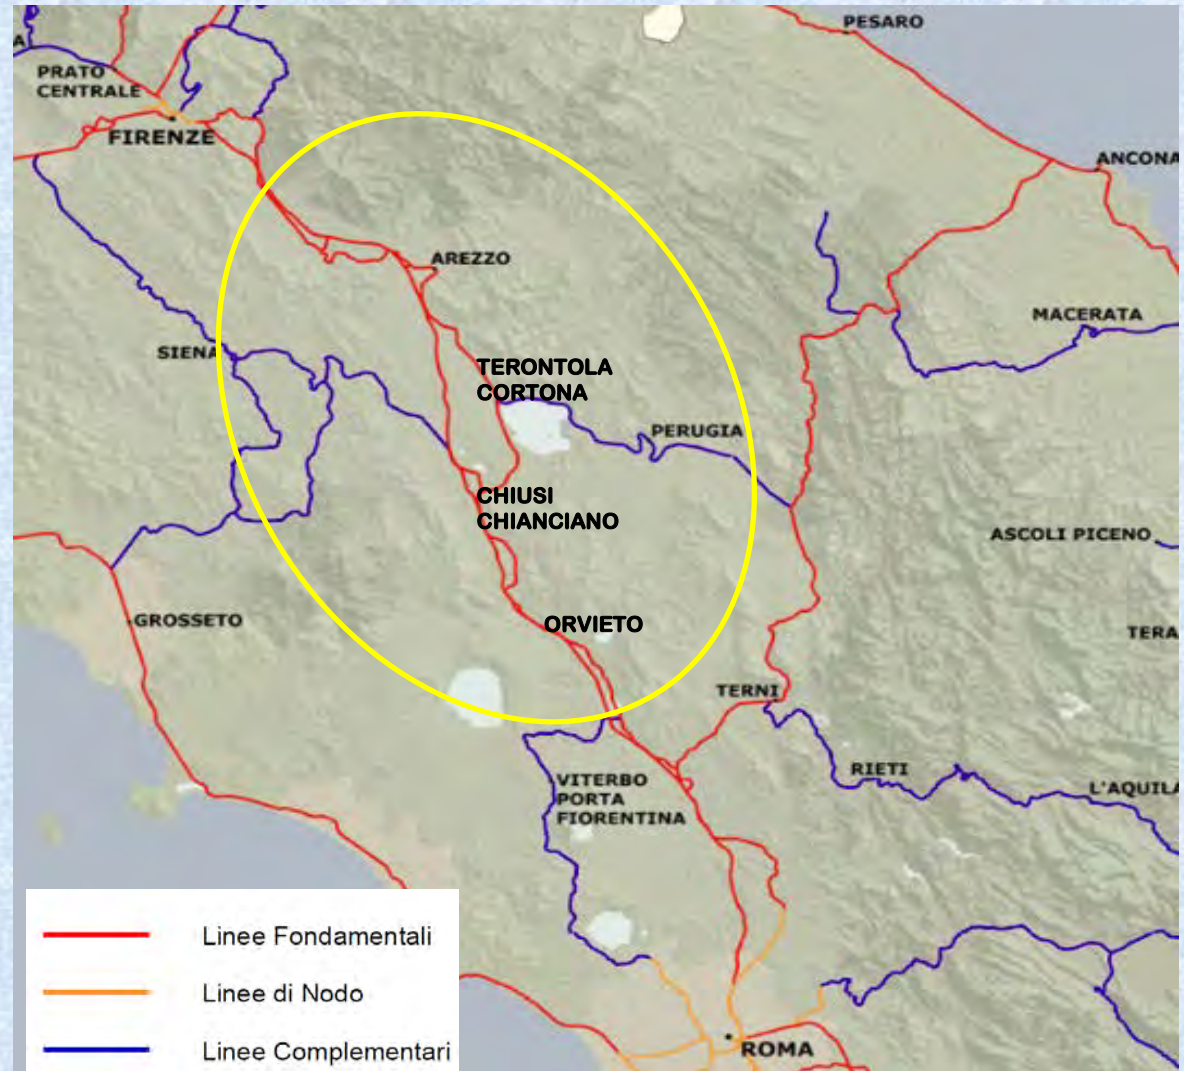 PESARO
A
PRATO
CENTRALE
FIRENZE
ANCONA
AREZZO
MACERATA
SIENA
TERONTOLA
CORTONA
PERUGIA
CHIUSI
CHIANCIANO
ASCOLI PICENO
GROSSETO
ORVIETO
TERA
TERNI
RIETI
VITERBO
PORTA
FIORENTINA
L'AQUILA
Linee Fondamentali
Linee di Nodo
Linee Complementari
ROMA